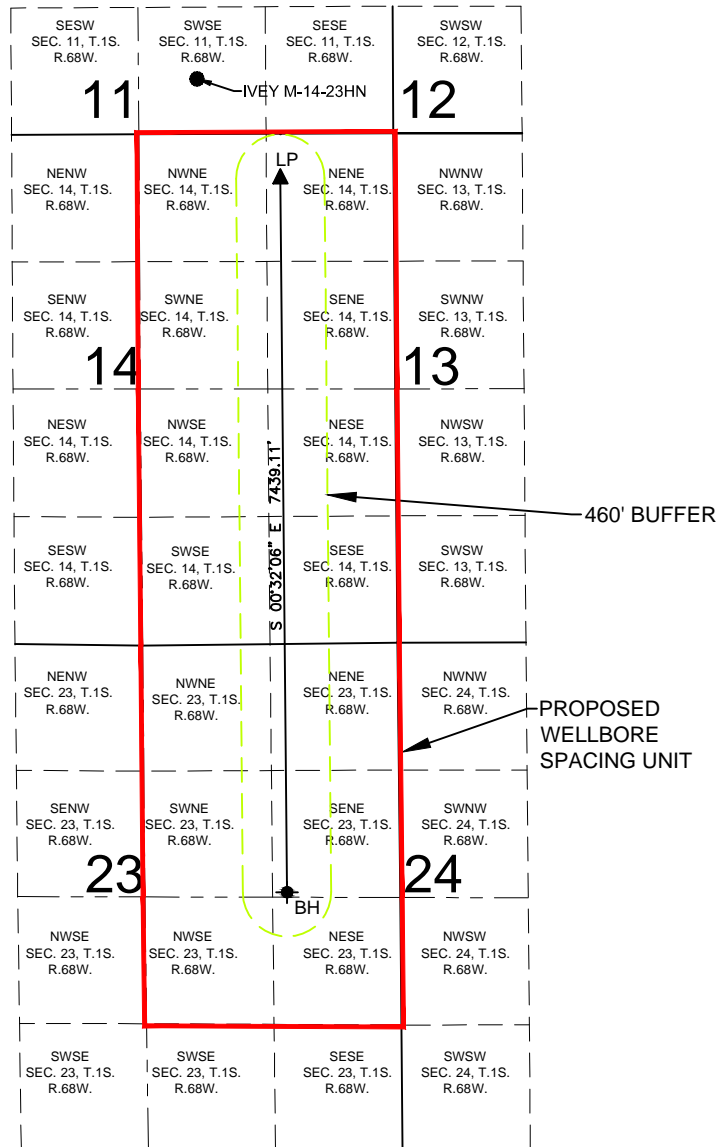 SESW
SEC. 11, T.1S.
R.68W.
SWSE
SEC. 11, T.1S.
R.68W.
SESE
SEC. 11, T.1S.
R.68W.
SWSW
SEC. 12, T.1S.
R.68W.
11
IVEY M-14-23HN
12
NENW
SEC. 14, T.1S.
R.68W.
NWNE
SEC. 14, T.1S.
R.68W.
LP
NENE
SEC. 14, T.1S.
R.68W.
NWNW
SEC. 13, T.1S.
R.68W.
SENW
SEC. 14, T.1S.
R.68W.
SWNE
SEC. 14, T.1S.
R.68W.
SENE
SEC. 14, T.1S.
R.68W.
SWNW
SEC. 13, T.1S.
R.68W.
14
13
NESW
SEC. 14, T.1S.
R.68W.
NWSE
SEC. 14, T.1S.
R.68W.
NESE
SEC. 14, T.1S.
R.68W.
NWSW
SEC. 13, T.1S.
R.68W.
S 00°32'06" E 7439.11'
460' BUFFER
SESW
SEC. 14, T.1S.
R.68W.
SWSE
SEC. 14, T.1S.
R.68W.
SESE
SEC. 14, T.1S.
R.68W.
SWSW
SEC. 13, T.1S.
R.68W.
NENW
SEC. 23, T.1S.
R.68W.
NWNE
SEC. 23, T.1S.
R.68W.
NENE
SEC. 23, T.1S.
R.68W.
NWNW
SEC. 24, T.1S.
R.68W.
PROPOSED
WELLBORE
SPACING UNIT
SENW
SEC. 23, T.1S.
R.68W.
SWNE
SEC. 23, T.1S.
R.68W.
SENE
SEC. 23, T.1S.
R.68W.
SWNW
SEC. 24, T.1S.
R.68W.
23
24
BH
NWSE
SEC. 23, T.1S.
R.68W.
NWSE
SEC. 23, T.1S.
R.68W.
NESE
SEC. 23, T.1S.
R.68W.
NWSW
SEC. 24, T.1S.
R.68W.
SWSE
SEC. 23, T.1S.
R.68W.
SWSE
SEC. 23, T.1S.
R.68W.
SESE
SEC. 23, T.1S.
R.68W.
SWSW
SEC. 24, T.1S.
R.68W.